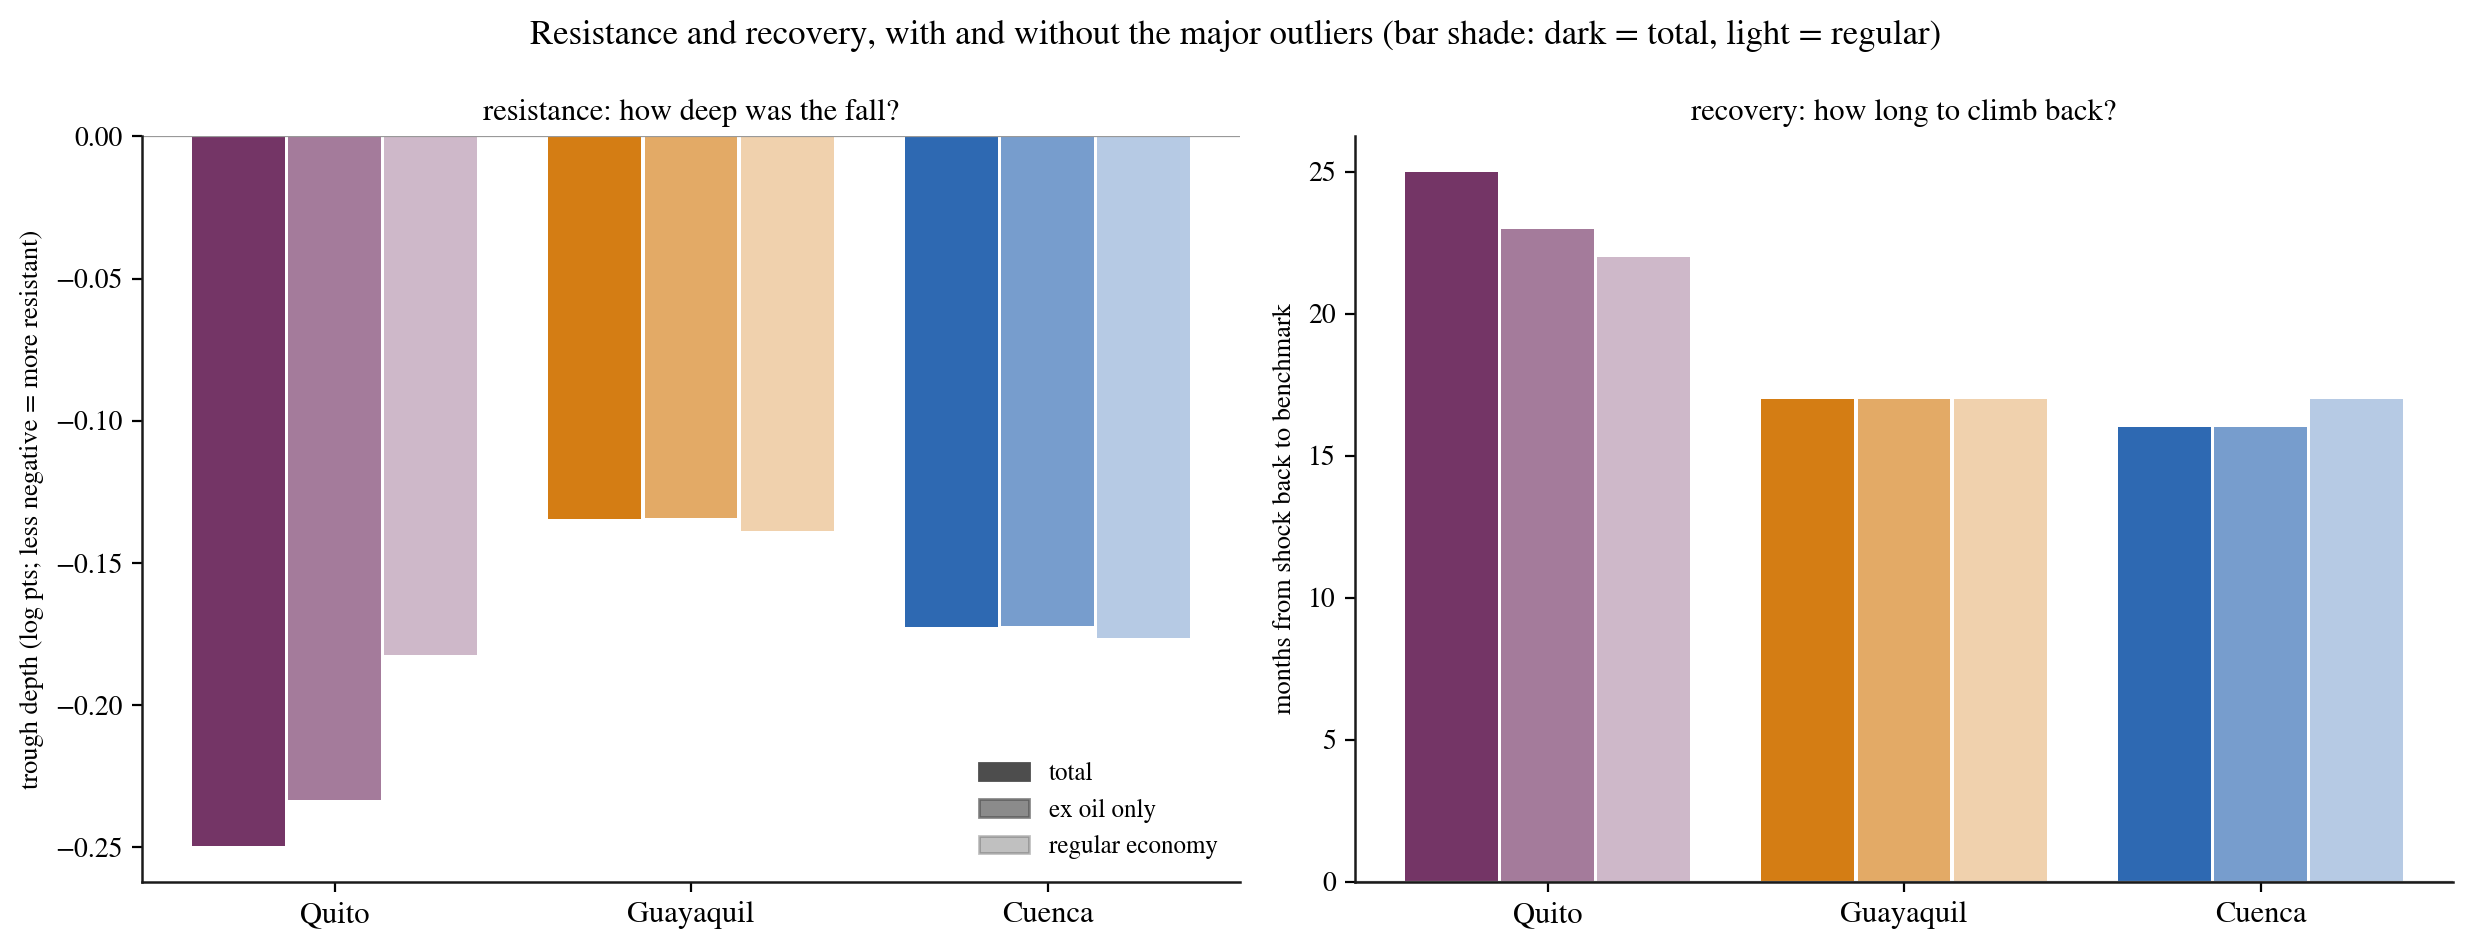 Resistance and recovery, with and without the major outliers (bar shade: dark = total, light = regular)
resistance: how deep was the fall?
trough depth (log pts; less negative = more resistant)
0.00
−0.05
−0.10
−0.15
−0.20
−0.25
total
ex oil only
regular economy
Quito
Guayaquil
Cuenca
recovery: how long to climb back?
months from shock back to benchmark
25
20
15
10
5
0
Quito
Guayaquil
Cuenca